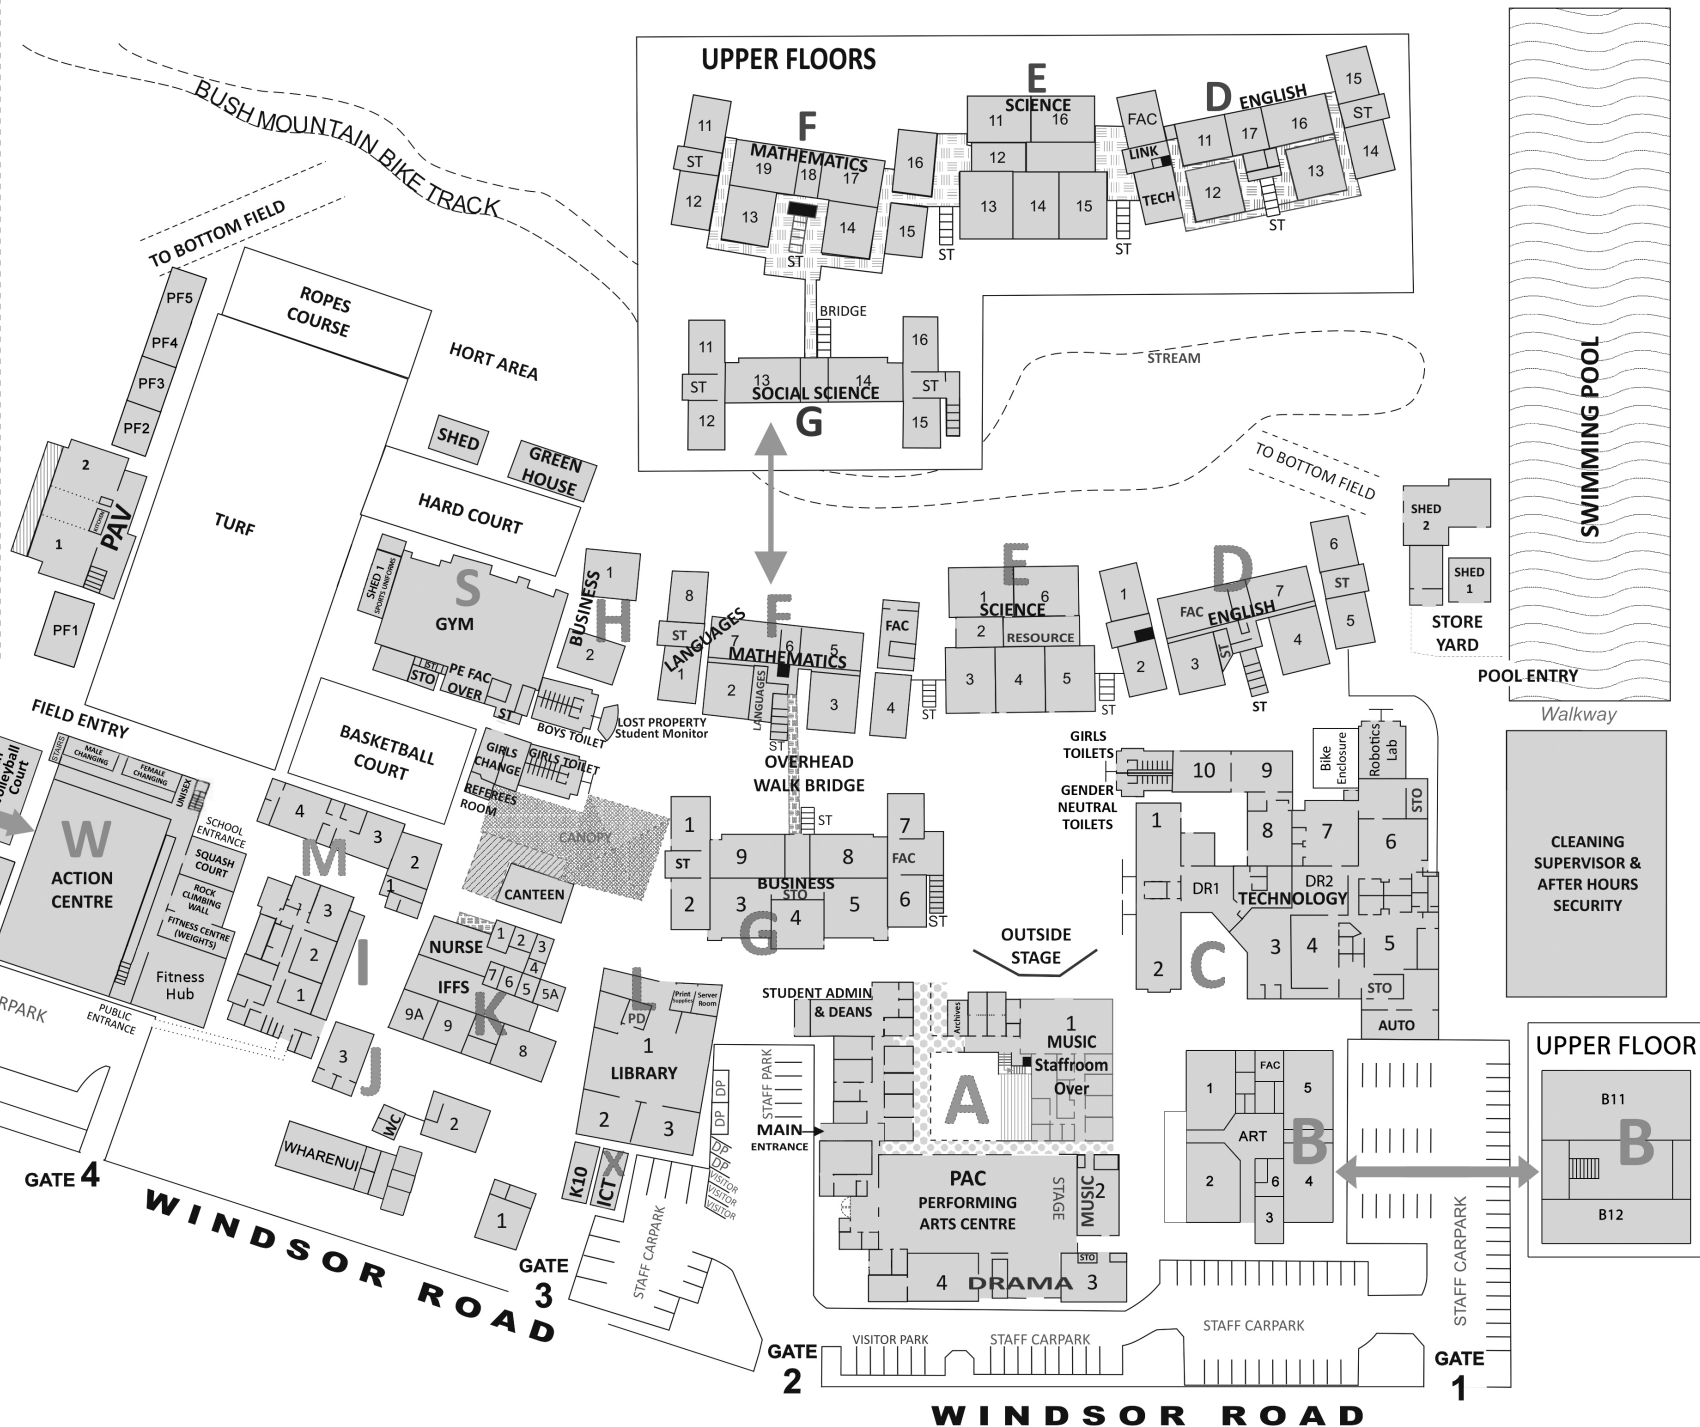 UPPER FLOORS
BUSH MOUNTAIN BIKE TRACK
TO BOTTOM FIELD
F
MATHEMATICS
11
ST
12
19
18
17
13
14
16
15
ST
E
SCIENCE
11
16
12
13
14
15
ST
ST
D
ENGLISH
FAC
LINK
TECH
11
17
16
12
13
15
ST
14
ST
BRIDGE
11
ST
12
13
14
SOCIAL SCIENCE
G
16
ST
15
STREAM
TO BOTTOM FIELD
SWIMMING POOL
PF5
PF4
PF3
PF2
ROPES
COURSE
HORT AREA
SHED
GREEN
HOUSE
HARD COURT
TURF
2
1
KITCHEN
PAV
PF1
FIELD ENTRY
SHED 1
SPORTS UNIFORMS
S
GYM
ST
STO
PE FAC
OVER
ST
BUSINESS
H
1
2
BOYS TOILET
LOST PROPERTY
Student Monitor
BASKETBALL
COURT
GIRLS
CHANGE
GIRLS TOILET
REFEREES
ROOM
CANOPY
CANTEEN
8
ST
1
LANGUAGES
F
7
6
5
MATHEMATICS
2
LANGUAGES
3
ST
FAC
4
ST
OVERHEAD
WALK BRIDGE
ST
E
1
6
SCIENCE
2
RESOURCE
3
4
5
ST
D
1
2
FAC
7
ENGLISH
3
ST
4
ST
6
ST
5
SHED
2
SHED
1
STORE
YARD
POOL ENTRY
Walkway
CLEANING
SUPERVISOR &
AFTER HOURS
SECURITY
1
ST
2
9
8
BUSINESS
STO
3
4
5
G
7
FAC
6
ST
GIRLS
TOILETS
GENDER
NEUTRAL
TOILETS
10
9
8
7
6
1
2
DR1
DR2
TECHNOLOGY
C
3
4
5
STO
STO
AUTO
Bike
Enclosure
Robotics
Lab
OUTSIDE
STAGE
Volleyball
Court
STAIRS
MALE
CHANGING
FEMALE
CHANGING
UNISEX
SCHOOL
ENTRANCE
W
ACTION
CENTRE
SQUASH
COURT
ROCK
CLIMBING
WALL
FITNESS CENTRE
(WEIGHTS)
Fitness
Hub
PUBLIC
ENTRANCE
CARPARK
4
3
2
1
M
3
2
1
I
3
J
WC
2
WHARENUI
1
GATE 4
NURSE
1
2
3
4
7
6
5
5A
IFFS
K
9A
9
8
L
PD
Print
Supplies
Server
Room
1
LIBRARY
2
3
K10
ICT
X
DP
DP
DP
DP
VISITOR
VISITOR
VISITOR
STAFF PARK
STAFF CARPARK
GATE
3
STUDENT ADMIN
& DEANS
MAIN
ENTRANCE
A
Archives
1
MUSIC
Staffroom
Over
PAC
PERFORMING
ARTS CENTRE
STAGE
MUSIC
2
4
DRAMA
STO
3
1
FAC
5
ART
B
2
6
4
3
UPPER FLOOR
B11
B
B12
VISITOR PARK
STAFF CARPARK
STAFF CARPARK
STAFF CARPARK
GATE
2
GATE
1
WINDSOR ROAD
WINDSOR ROAD